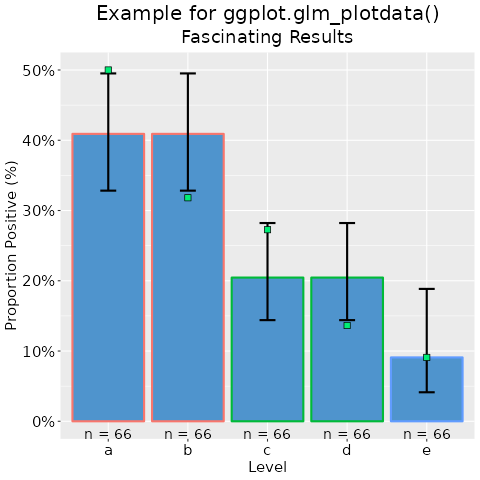 Example for ggplot.glm_plotdata()
Fascinating Results
Proportion Positive (%)
50%
40%
30%
20%
10%
0%
n = 66 n = 66 n = 66 n = 66 n = 66
a b c d e
Level